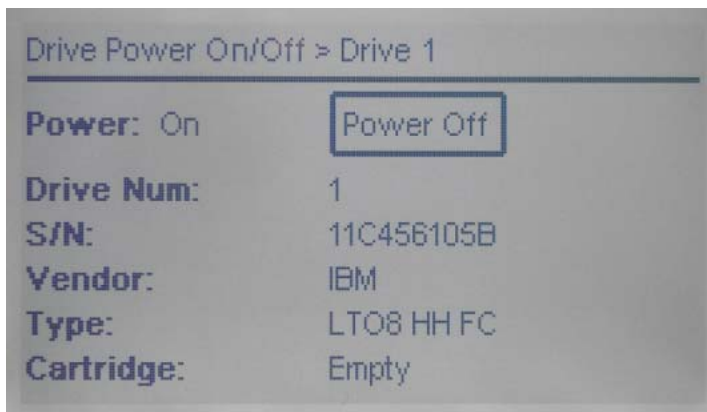 Drive Power On/Off > Drive 1
Power: On Power Off
Drive Num: 1
S/N: 11C456105B
Vendor: IBM
Type: LTO8 HH FC
Cartridge: Empty